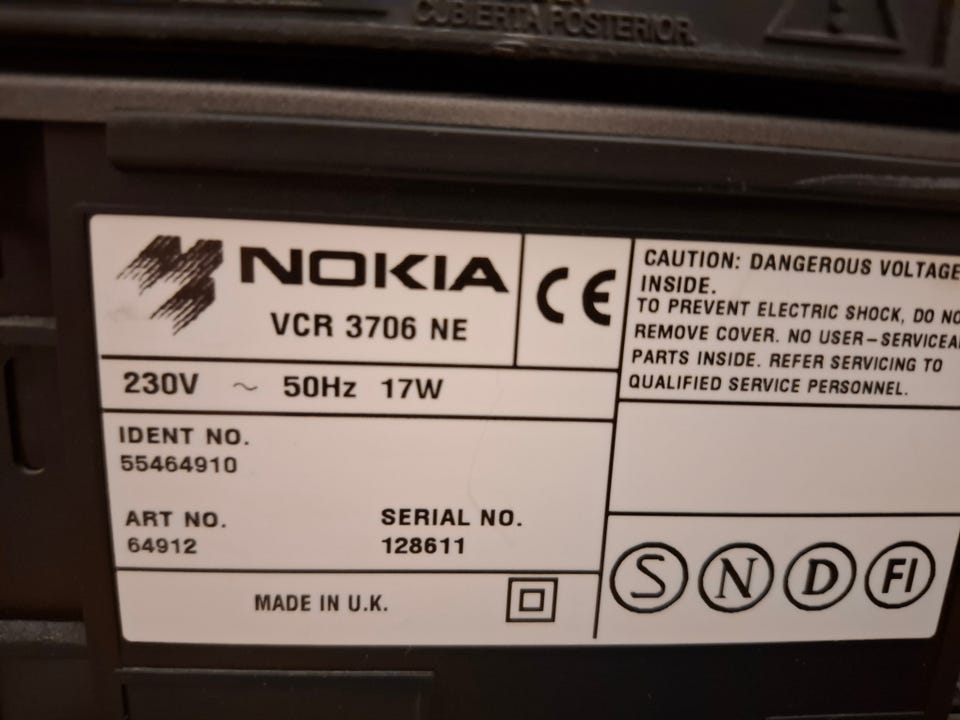 CUBIERTA POSTERIOR.
NOKIA
VCR 3706 NE
CE
CAUTION: DANGEROUS VOLTAGE
INSIDE.
TO PREVENT ELECTRIC SHOCK, DO
REMOVE COVER. NO USER-
PARTS INSIDE. REFER SERVICING TO
QUALIFIED SERVICE PERSONNEL.
230V ~ 50Hz 17W
IDENT NO.
55464910
ART NO. SERIAL NO.
64912 128611
MADE IN U.K.
S N D FI